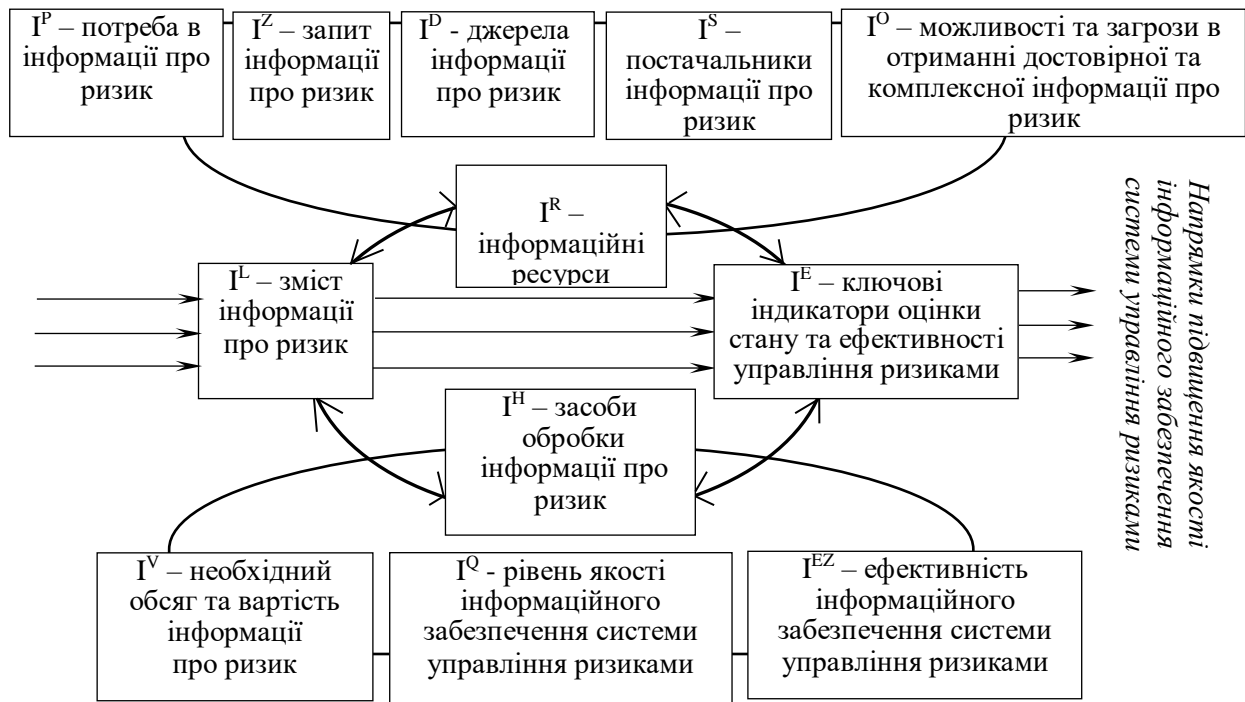 I^P – потреба в
інформації про
ризик
I^Z – запит
інформації
про ризик
I^D - джерела
інформації
про ризик
I^S –
постачальники
інформації про
ризик
I^O – можливості та загрози в
отриманні достовірної та
комплексної інформації про
ризик
I^R –
інформаційні
ресурси
I^L – зміст
інформації
про ризик
I^E – ключові
індикатори оцінки
стану та ефективності
управління ризиками
I^H – засоби
обробки
інформації про
ризик
I^V – необхідний
обсяг та вартість
інформації
про ризик
I^Q - рівень якості
інформаційного
забезпечення системи
управління ризиками
I^EZ – ефективність
інформаційного
забезпечення системи
управління ризиками
Напрямки підвищення якості
інформаційного забезпечення
системи управління ризиками